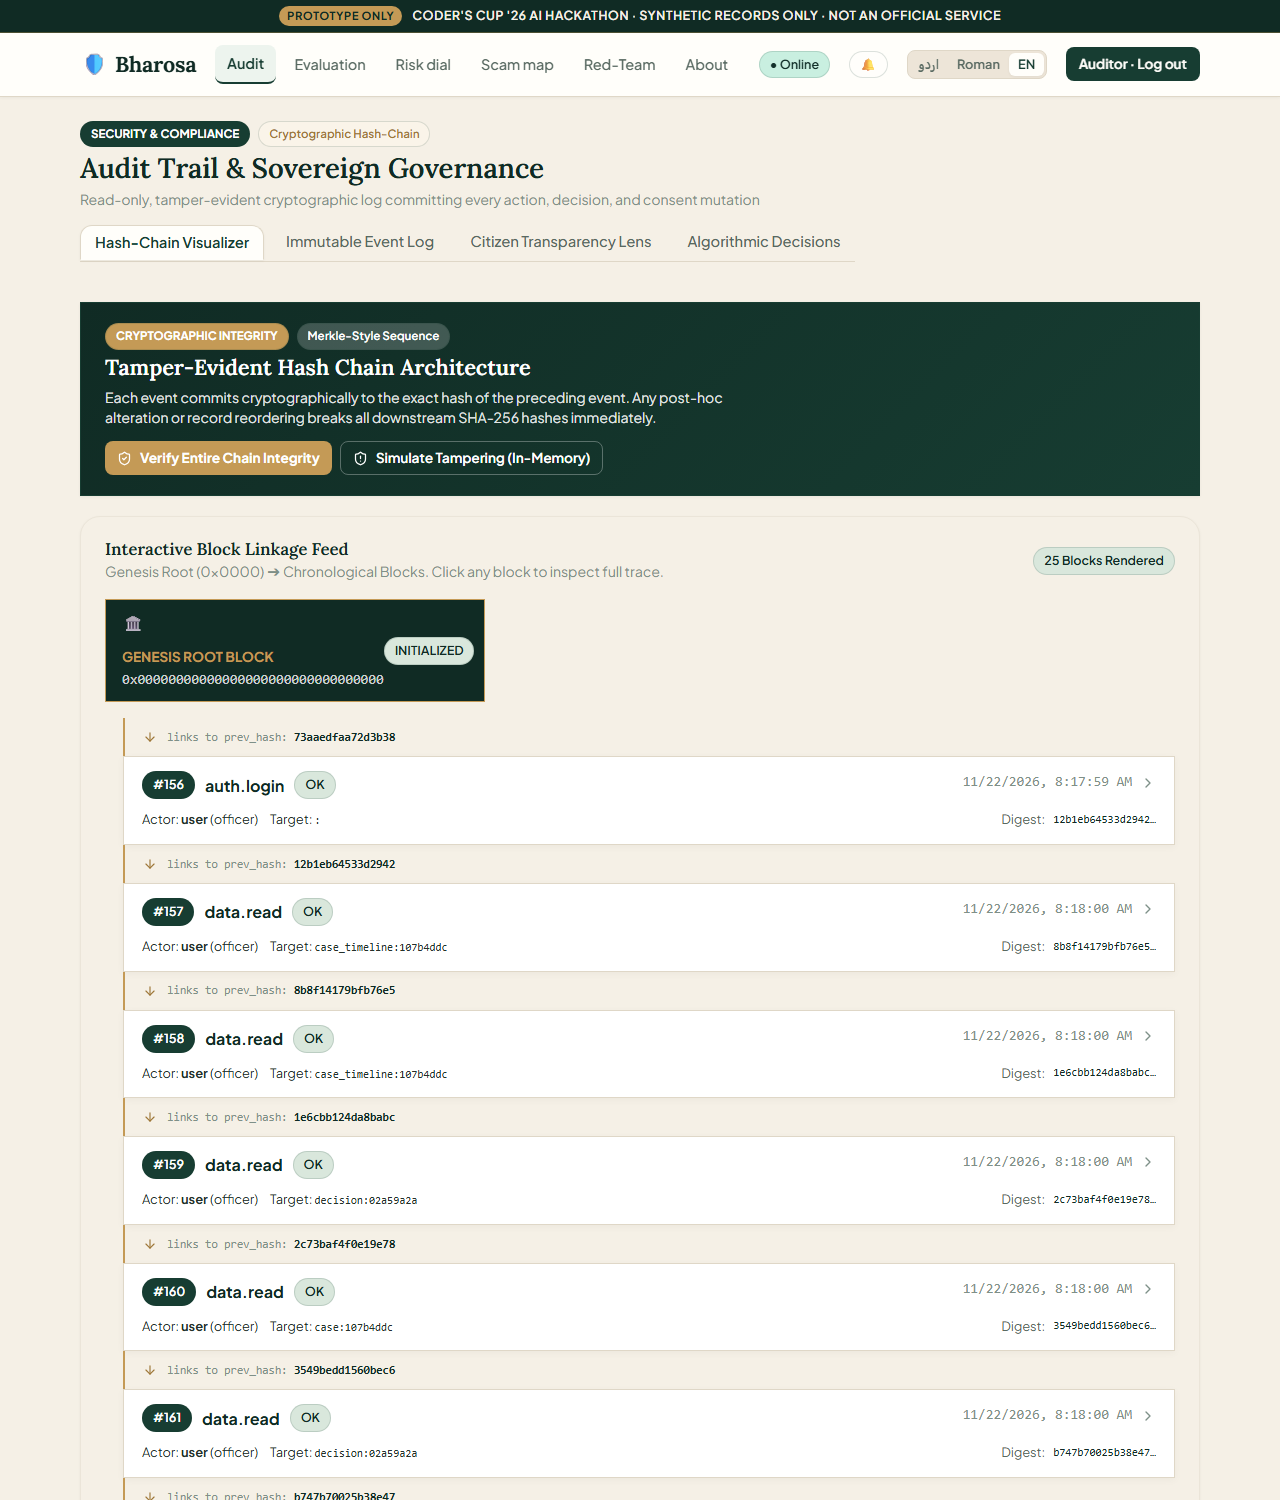 PROTOTYPE ONLY CODER'S CUP '26 AI HACKATHON · SYNTHETIC RECORDS ONLY · NOT AN OFFICIAL SERVICE
Bharosa Audit Evaluation Risk dial Scam map Red-Team About • Online اردو Roman EN Auditor · Log out
SECURITY & COMPLIANCE Cryptographic Hash-Chain
Audit Trail & Sovereign Governance
Read-only, tamper-evident cryptographic log committing every action, decision, and consent mutation
Hash-Chain Visualizer Immutable Event Log Citizen Transparency Lens Algorithmic Decisions
CRYPTOGRAPHIC INTEGRITY Merkle-Style Sequence
Tamper-Evident Hash Chain Architecture
Each event commits cryptographically to the exact hash of the preceding event. Any post-hoc
alteration or record reordering breaks all downstream SHA-256 hashes immediately.
Verify Entire Chain Integrity Simulate Tampering (In-Memory)
Interactive Block Linkage Feed
Genesis Root (0x0000) ➔ Chronological Blocks. Click any block to inspect full trace.
25 Blocks Rendered
GENESIS ROOT BLOCK
INITIALIZED
0x00000000000000000000000000000000
↓ links to prev_hash: 73aaedfaa72d3b38
#156 auth.login OK 11/22/2026, 8:17:59 AM
Actor: user (officer) Target: : Digest: 12b1eb64533d2942…
↓ links to prev_hash: 12b1eb64533d2942
#157 data.read OK 11/22/2026, 8:18:00 AM
Actor: user (officer) Target: case_timeline:107b4ddc Digest: 8b8f14179bfb76e5…
↓ links to prev_hash: 8b8f14179bfb76e5
#158 data.read OK 11/22/2026, 8:18:00 AM
Actor: user (officer) Target: case_timeline:107b4ddc Digest: 1e6cbb124da8babc…
↓ links to prev_hash: 1e6cbb124da8babc
#159 data.read OK 11/22/2026, 8:18:00 AM
Actor: user (officer) Target: decision:02a59a2a Digest: 2c73baf4f0e19e78…
↓ links to prev_hash: 2c73baf4f0e19e78
#160 data.read OK 11/22/2026, 8:18:00 AM
Actor: user (officer) Target: case:107b4ddc Digest: 3549bedd1560bec6…
↓ links to prev_hash: 3549bedd1560bec6
#161 data.read OK 11/22/2026, 8:18:00 AM
Actor: user (officer) Target: decision:02a59a2a Digest: b747b70025b38e47…
↓ links to prev_hash: b747b70025b38e47